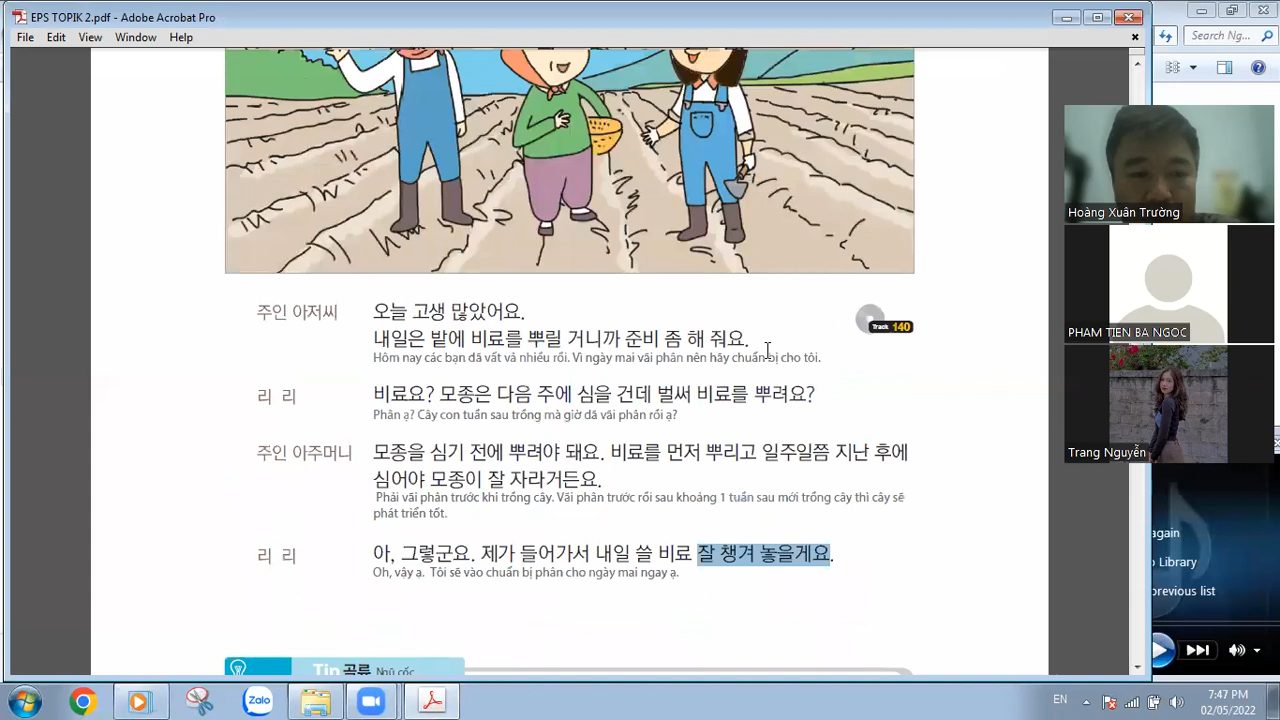 EPS TOPIK 2.pdf - Adobe Acrobat Pro
Search Ng...
File Edit View Window Help
Hoàng Xuân Trường
PHAM TIEN BA NGOC
Trang Nguyễn
주인 아저씨 오늘 고생 많았어요.
Track 140
내일은 밭에 비료를 뿌릴 거니까 준비 좀 해 줘요.
Hôm nay các bạn đã vất vả nhiều rồi. Vì ngày mai vãi phân nên hãy chuẩn bị cho tôi.
리 리 비료요? 모종은 다음 주에 심을 건데 벌써 비료를 뿌려요?
Phân ạ? Cây con tuần sau trồng mà giờ đã vãi phân rồi ạ?
주인 아주머니 모종을 심기 전에 뿌려야 돼요. 비료를 먼저 뿌리고 일주일쯤 지난 후에
심어야 모종이 잘 자라거든요.
Phải vãi phân trước khi trồng cây. Vãi phân trước rồi sau khoảng 1 tuần sau mới trồng cây thì cây sẽ
phát triển tốt.
리 리 아, 그렇군요. 제가 들어가서 내일 쓸 비료 잘 챙겨 놓을게요.
Oh, vậy ạ. Tôi sẽ vào chuẩn bị phân cho ngày mai ngay ạ.
Tip 곡류 Ngũ cốc
again
Library
previous list
Zalo
EN
7:47 PM
02/05/2022